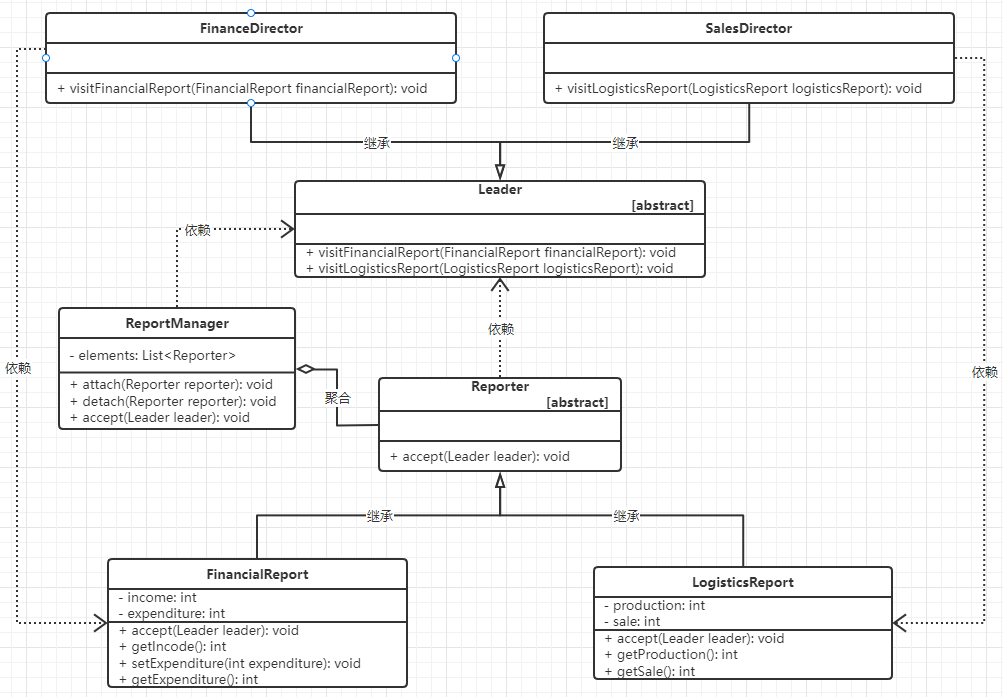 FinanceDirector
+ visitFinancialReport(FinancialReport financialReport): void
SalesDirector
+ visitLogisticsReport(LogisticsReport logisticsReport): void
继承
继承
Leader
[abstract]
+ visitFinancialReport(FinancialReport financialReport): void
+ visitLogisticsReport(LogisticsReport logisticsReport): void
依赖
ReportManager
- elements: List<Reporter>
+ attach(Reporter reporter): void
+ detach(Reporter reporter): void
+ accept(Leader leader): void
依赖
依赖
依赖
聚合
Reporter
[abstract]
+ accept(Leader leader): void
继承
继承
FinancialReport
- income: int
- expenditure: int
+ accept(Leader leader): void
+ getIncode(): int
+ setExpenditure(int expenditure): void
+ getExpenditure(): int
LogisticsReport
- production: int
- sale: int
+ accept(Leader leader): void
+ getProduction(): int
+ getSale(): int